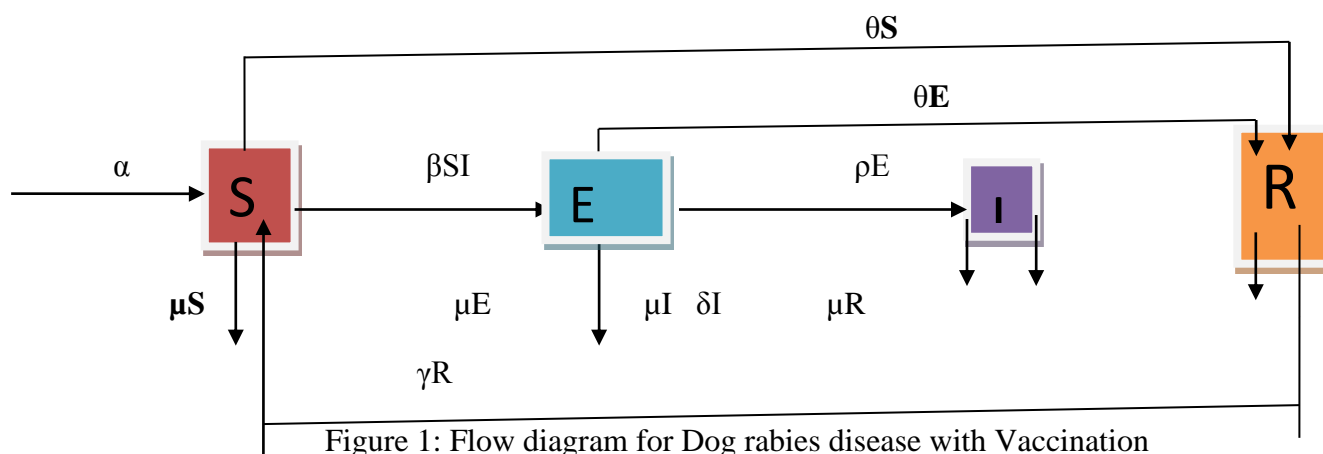 θS
θE
α
βSI
ρE
S
E
I
R
μS
μE
μI δI
μR
γR
Figure 1: Flow diagram for Dog rabies disease with Vaccination